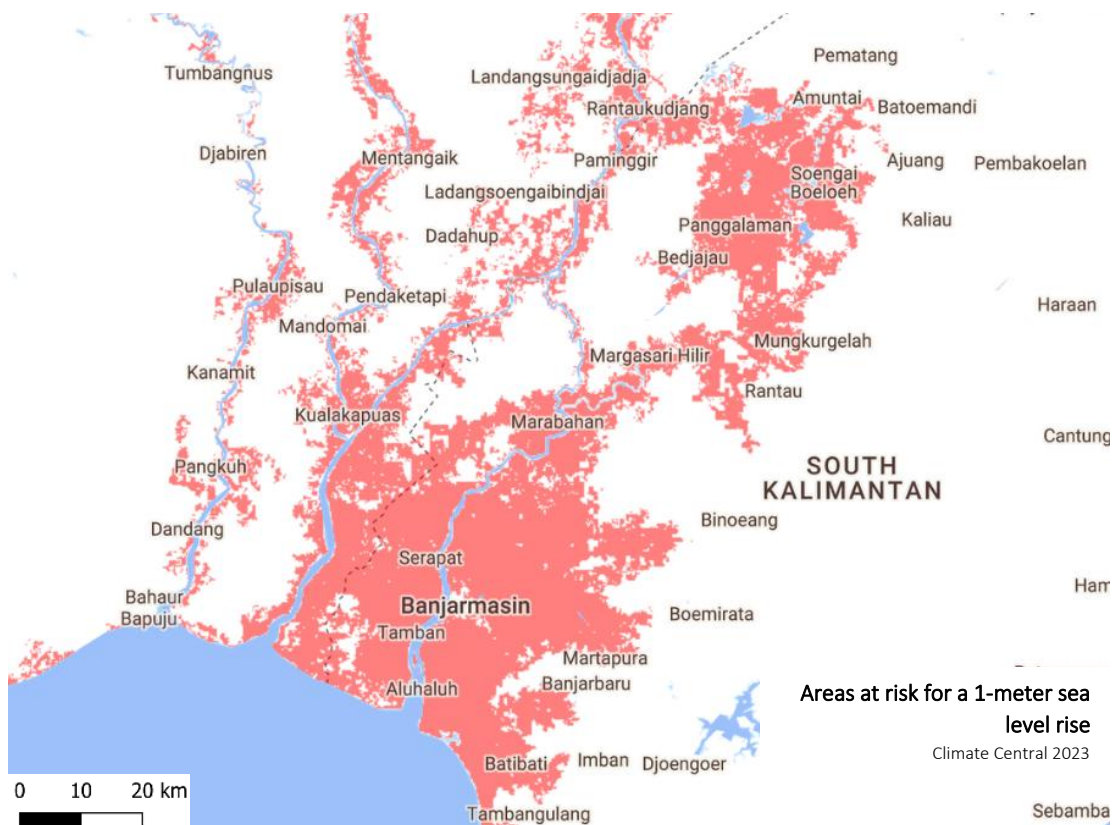 Pematang
Tumbangnus
Landangsungaidjadja
Amuntai
Batoemandi
Rantaukudjang
Djabiren
Mentangaik
Paminggir
Ajuang
Pembakoelan
Soengai
Boeloeh
Ladangsoengaibindjai
Kaliau
Panggalaman
Dadahup
Bedjajau
Pulaupisau
Pendaketapi
Haraan
Mandomai
Mungkurgelah
Margasari Hilir
Kanamit
Rantau
Kualakapuas
Marabahan
Cantung
Pangkuh
SOUTH
KALIMANTAN
Binoeang
Dandang
Serapat
Ham
Bahaur
Bapuju
Banjarmasin
Boemirata
Tamban
Martapura
Banjarbaru
Aluhaluh
Areas at risk for a 1-meter sea
level rise
Climate Central 2023
Batibati
Imban
Djoengoer
0 10 20 km
Tambangulang
Sebamba